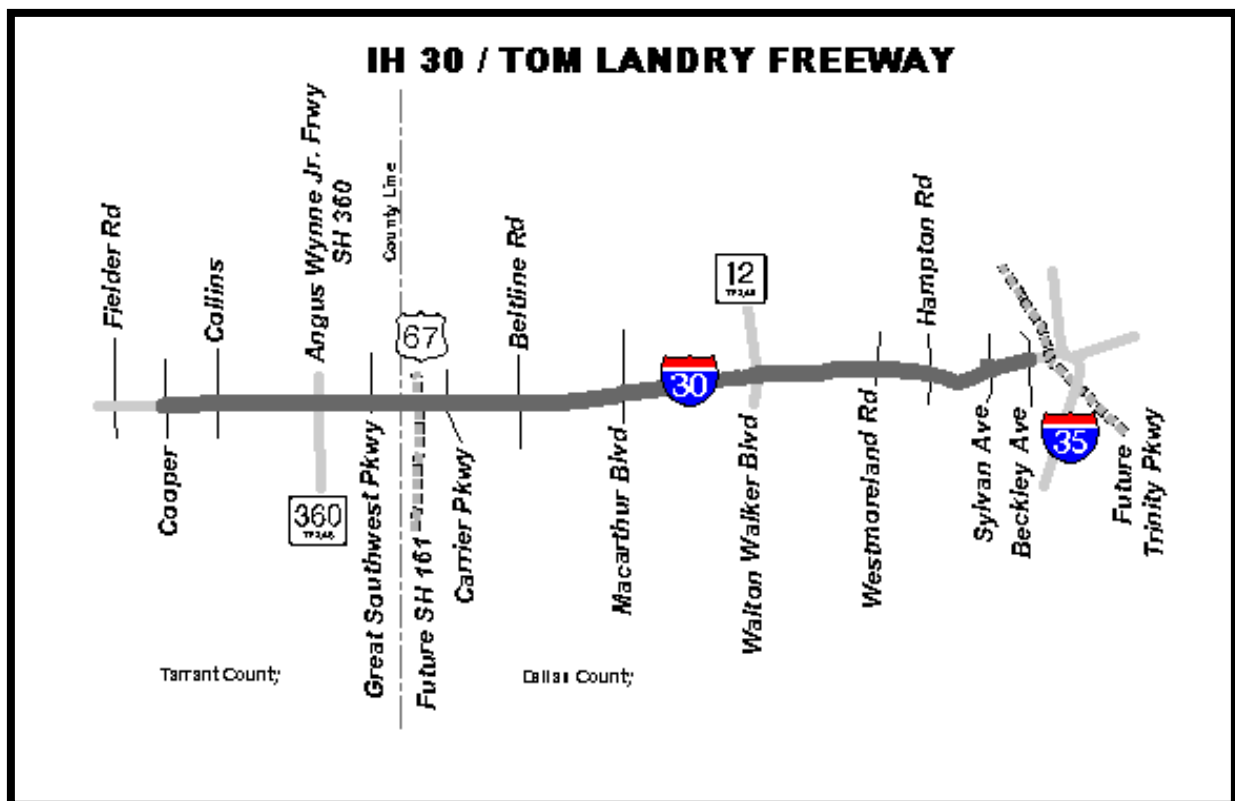 IH 30 / TOM LANDRY FREEWAY
Fielder Rd
Cooper
Collins
Angus Wynne Jr. Frwy
SH 360
360
TEXAS
Great Southwest Pkwy
County Line
67
Future SH 161
Carrier Pkwy
Beltline Rd
Macarthur Blvd
30
12
TEXAS
Walton Walker Blvd
Westmoreland Rd
Hampton Rd
Sylvan Ave
Beckley Ave
35
Future
Trinity Pkwy
Tarrant County
Dallas County